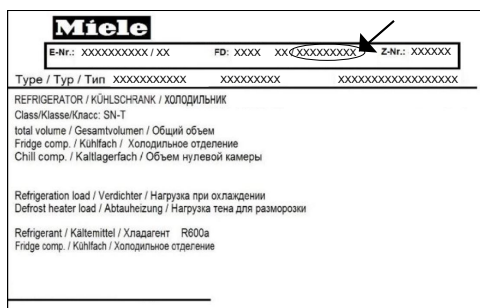 Miele
E-Nr.: XXXXXXXXXX / XX FD: XXXX XX XXXXXXXXX Z-Nr.: XXXXXX
Type / Typ / Тип XXXXXXXXXXX XXXXXXXXX XXXXXXXXXXXXXXXXXX
REFRIGERATOR / KÜHLSCHRANK / ХОЛОДИЛЬНИК
Class/Klasse/Класс: SN-T
total volume / Gesamtvolumen / Общий объем
Fridge comp. / Kühlfach / Холодильное отделение
Chill comp. / Kaltlagerfach / Объем нулевой камеры
Refrigeration load / Verdichter / Нагрузка при охлаждении
Defrost heater load / Abtauheizung / Нагрузка тена для разморозки
Refrigerant / Kältemittel / Хладагент R600a
Fridge comp. / Kühlfach / Холодильное отделение